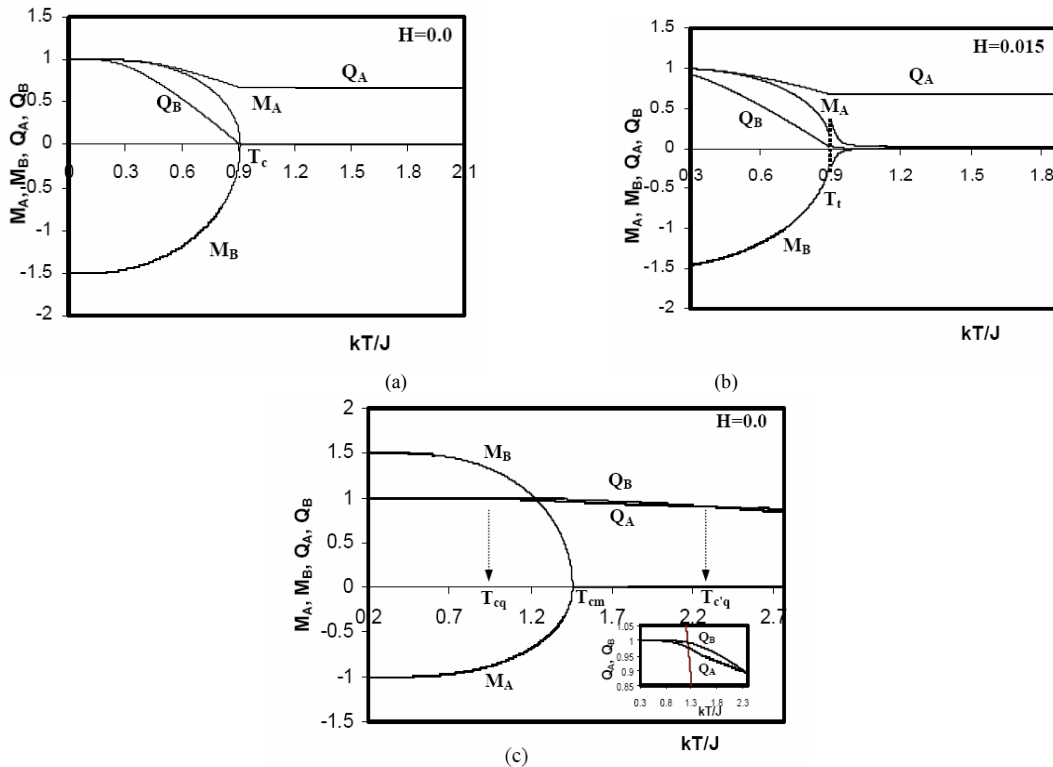 1.5
H=0.0
1
Q_A
0.5
Q_B
M_A
0
T_c
0 0.3 0.6 0.9 1.2 1.5 1.8 2.1
-0.5
-1
M_B
-1.5
-2
M_A, M_B, Q_A, Q_B
kT/J
(a)
1.5
H=0.015
1
Q_A
M_A
0.5
Q_B
0
0.3 0.6 0.9 1.2 1.5 1.8
-0.5
T_t
-1
M_B
-1.5
-2
M_A, M_B, Q_A, Q_B
kT/J
(b)
2
H=0.0
1.5
M_B
1
Q_B
Q_A
0.5
0
T_cq T_cm T_c'q
0.2 0.7 1.2 1.7 2.2 2.7
-0.5
-1
M_A
-1.5
M_A, M_B, Q_A, Q_B
1.05
1
0.95
0.9
0.85
Q_A, Q_B
Q_B
Q_A
0.3 0.8 1.3 1.8 2.3
kT/J
kT/J
(c)